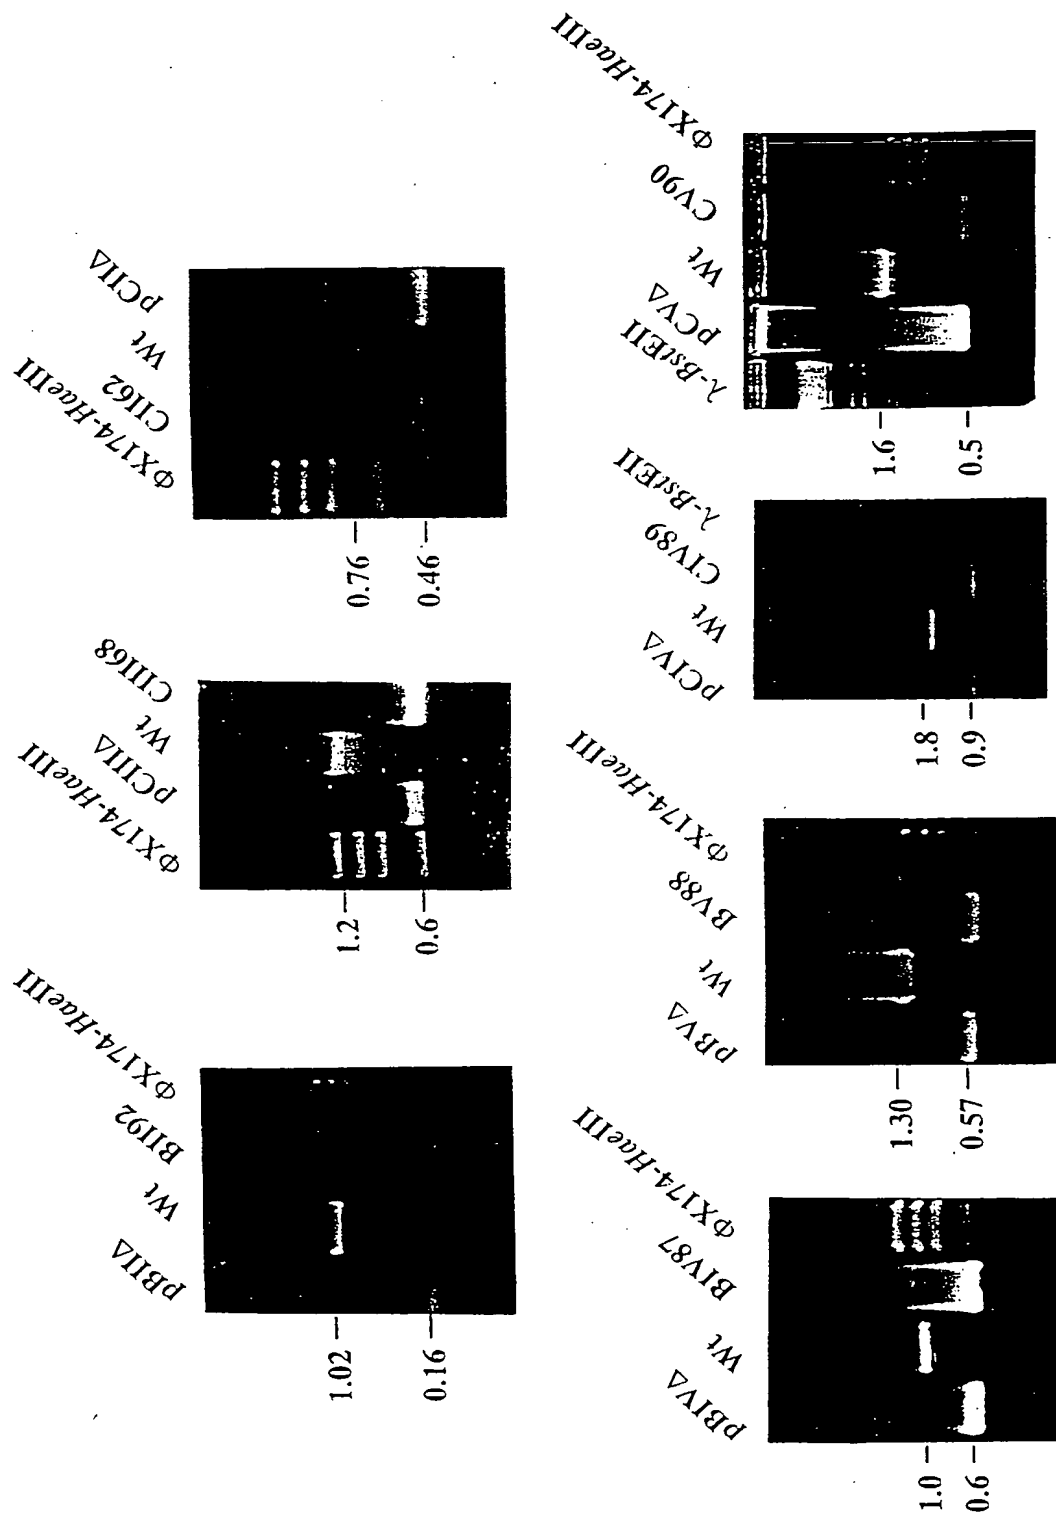 pBIIΔ
Wt
BII92
ΦX174-HaeIII
1.02
0.16
ΦX174-HaeIII
pCIIIΔ
Wt
CIII68
1.2
0.6
ΦX174-HaeIII
CII62
Wt
pCIIΔ
0.76
0.46
pBIVΔ
Wt
BIV87
ΦX174-HaeIII
1.0
0.6
pBVΔ
Wt
BV88
ΦX174-HaeIII
1.30
0.57
pCIVΔ
Wt
CIV89
λ-BstEII
1.8
0.9
λ-BstEII
pCVΔ
Wt
CV90
ΦX174-HaeIII
1.6
0.5